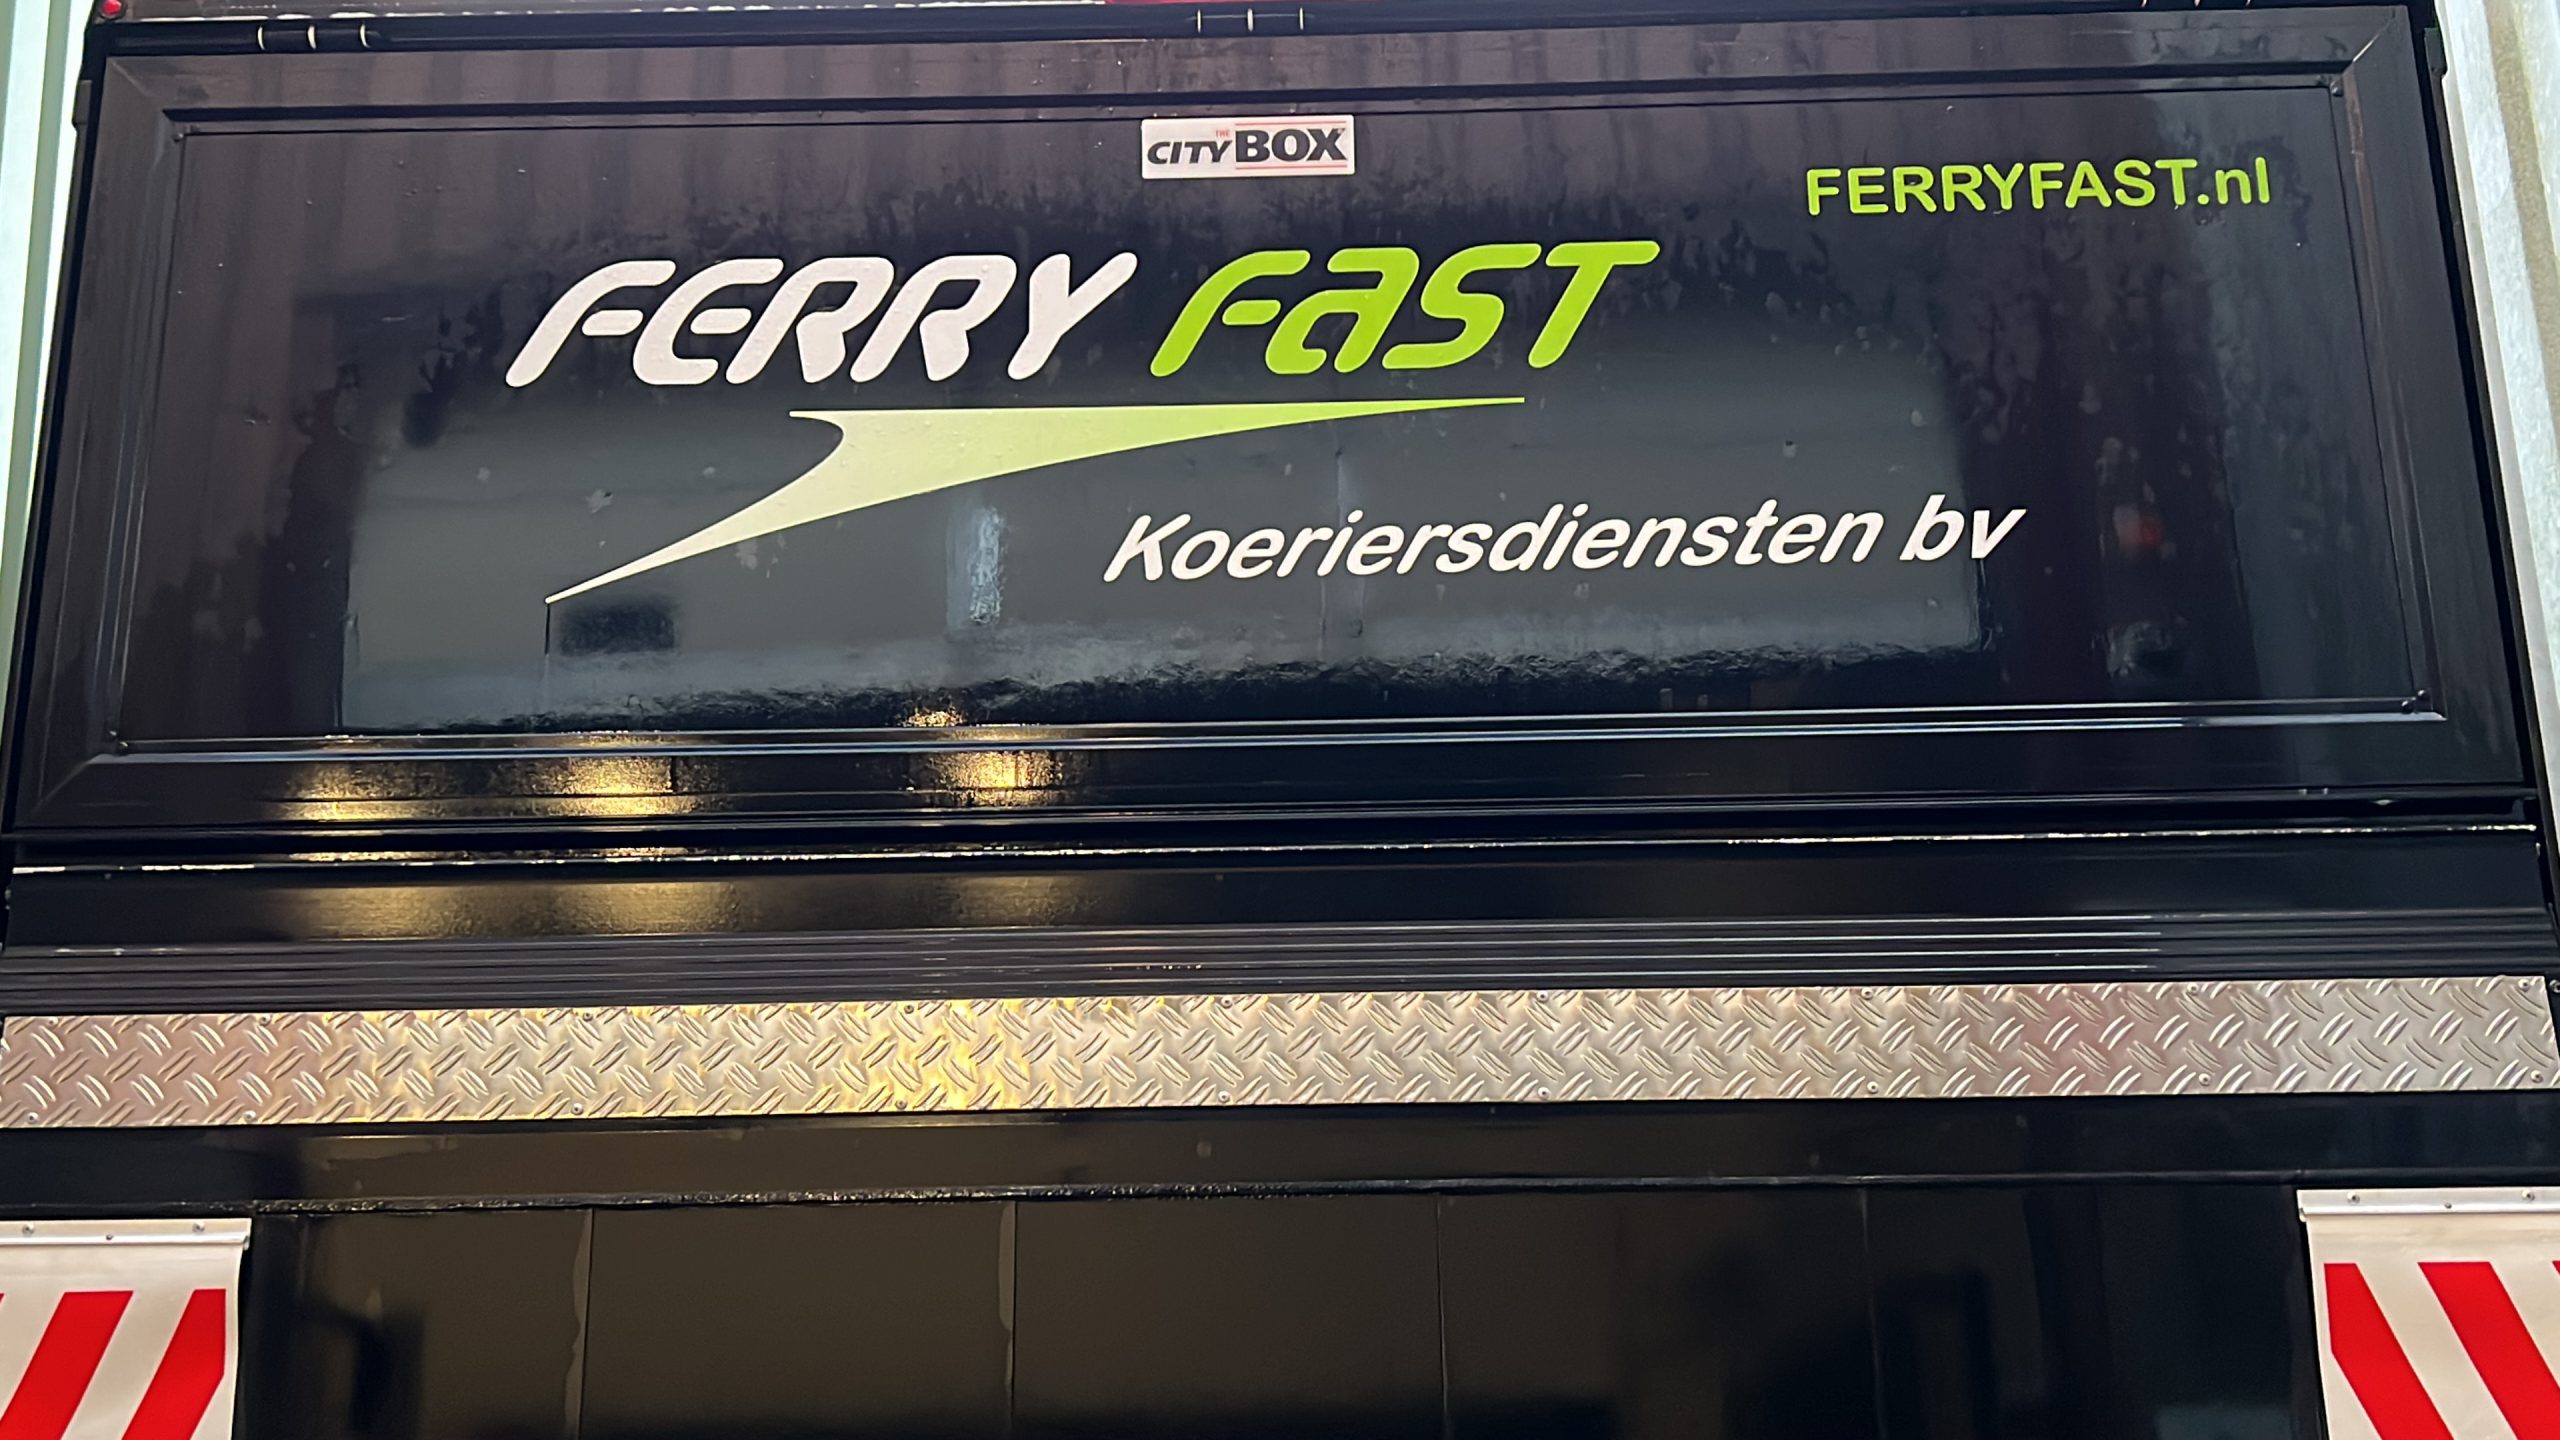 THE
CITY BOX
FERRYFAST.nl
FERRY FAST
Koeriersdiensten bv